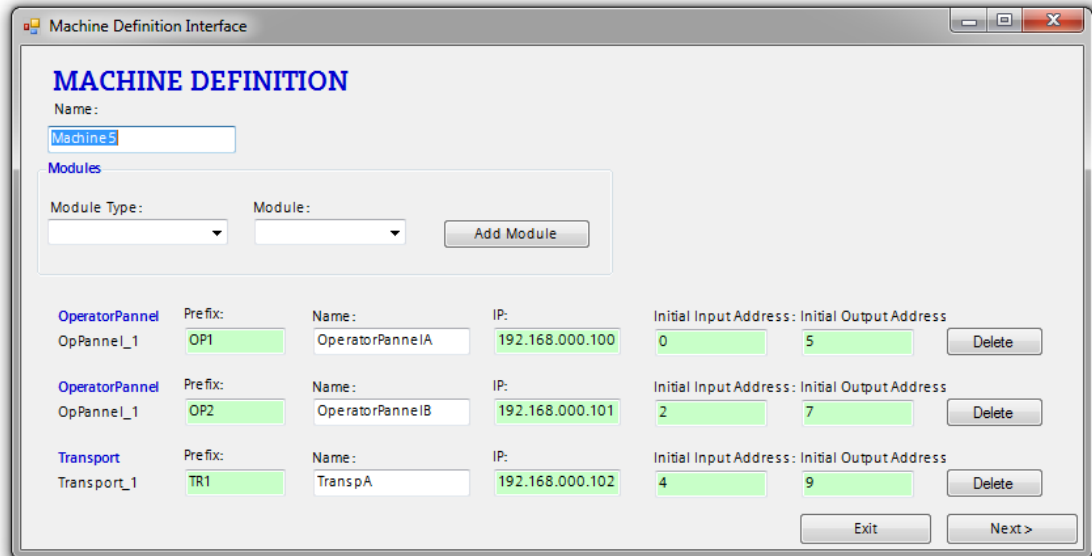 Machine Definition Interface
MACHINE DEFINITION
Name:
Machine5
Modules
Module Type: Module:
Add Module
OperatorPannel Prefix: Name: IP: Initial Input Address: Initial Output Address
OpPannel_1 OP1 OperatorPannelA 192.168.000.100 0 5 Delete
OperatorPannel Prefix: Name: IP: Initial Input Address: Initial Output Address
OpPannel_1 OP2 OperatorPannelB 192.168.000.101 2 7 Delete
Transport Prefix: Name: IP: Initial Input Address: Initial Output Address
Transport_1 TR1 TranspA 192.168.000.102 4 9 Delete
Exit Next>